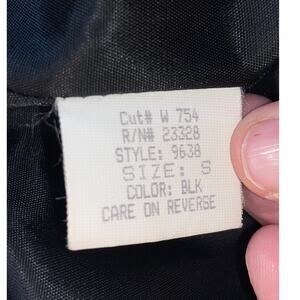 Cut# W 754
R/N# 23328
STYLE: 9638
SIZE: S
COLOR: BLK
CARE ON REVERSE